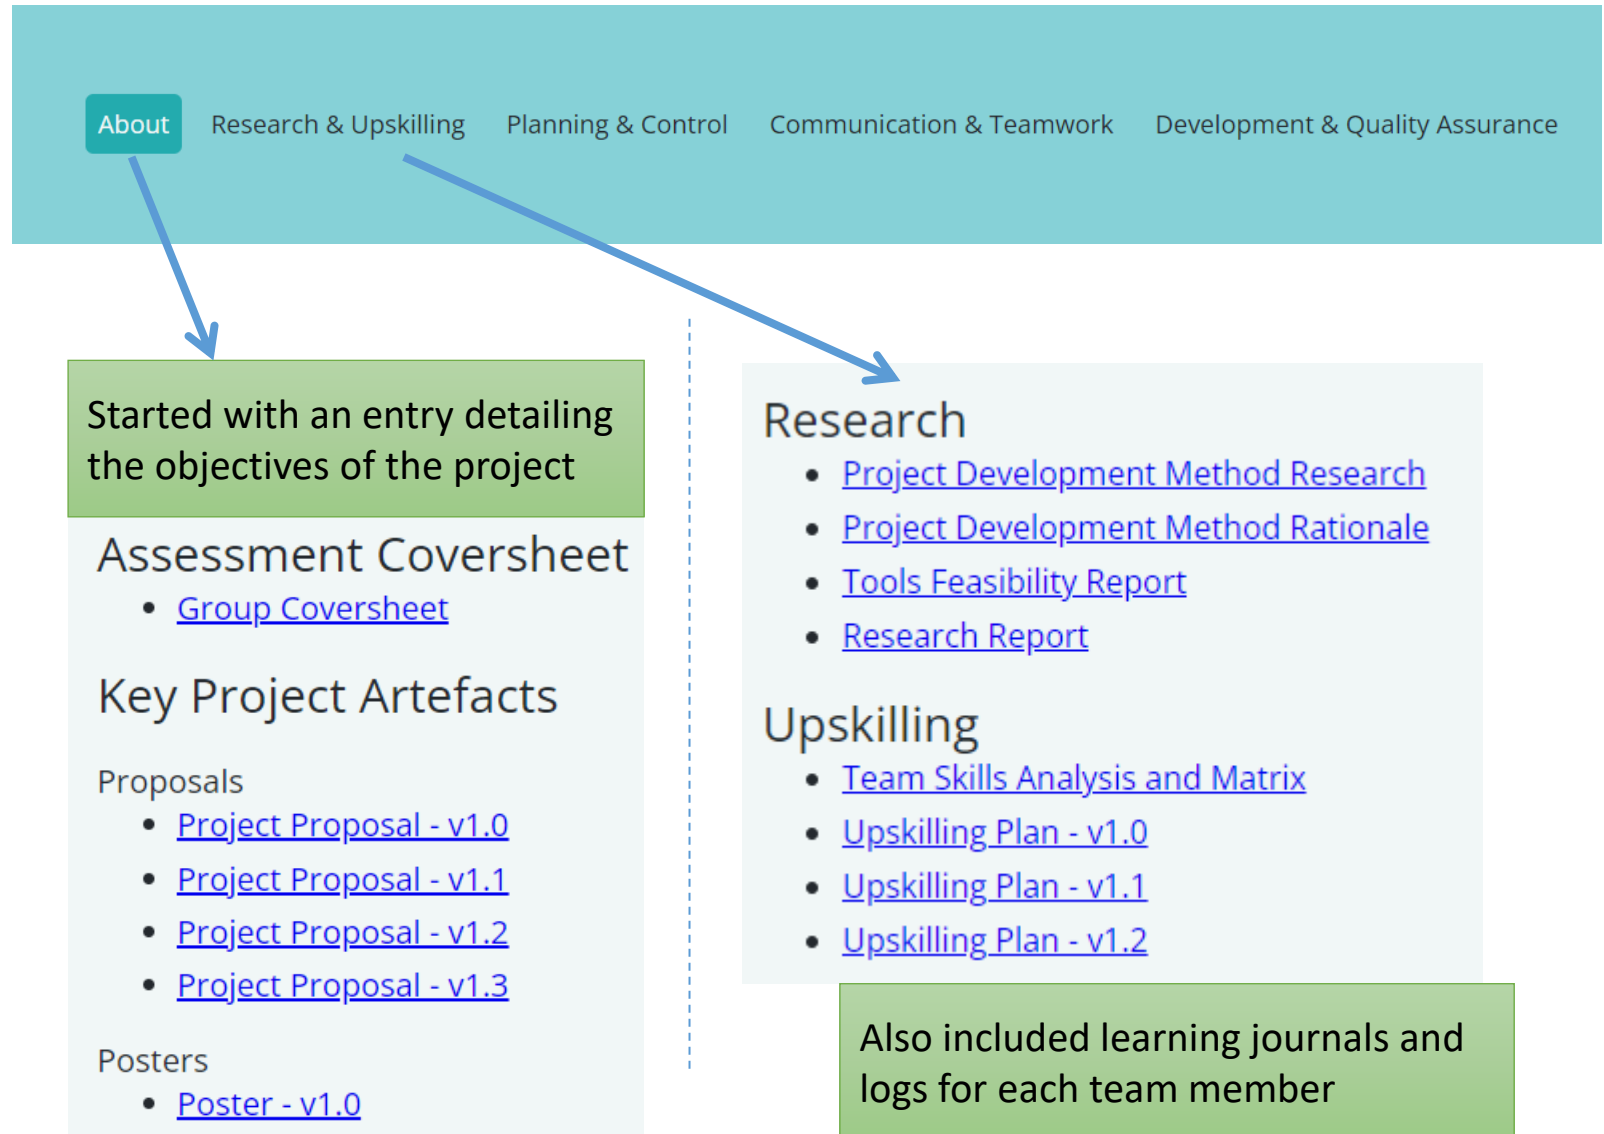 About Research & Upskilling Planning & Control Communication & Teamwork Development & Quality Assurance
Started with an entry detailing
the objectives of the project
Assessment Coversheet
• Group Coversheet
Key Project Artefacts
Proposals
• Project Proposal - v1.0
• Project Proposal - v1.1
• Project Proposal - v1.2
• Project Proposal - v1.3
Posters
• Poster - v1.0
Research
• Project Development Method Research
• Project Development Method Rationale
• Tools Feasibility Report
• Research Report
Upskilling
• Team Skills Analysis and Matrix
• Upskilling Plan - v1.0
• Upskilling Plan - v1.1
• Upskilling Plan - v1.2
Also included learning journals and
logs for each team member